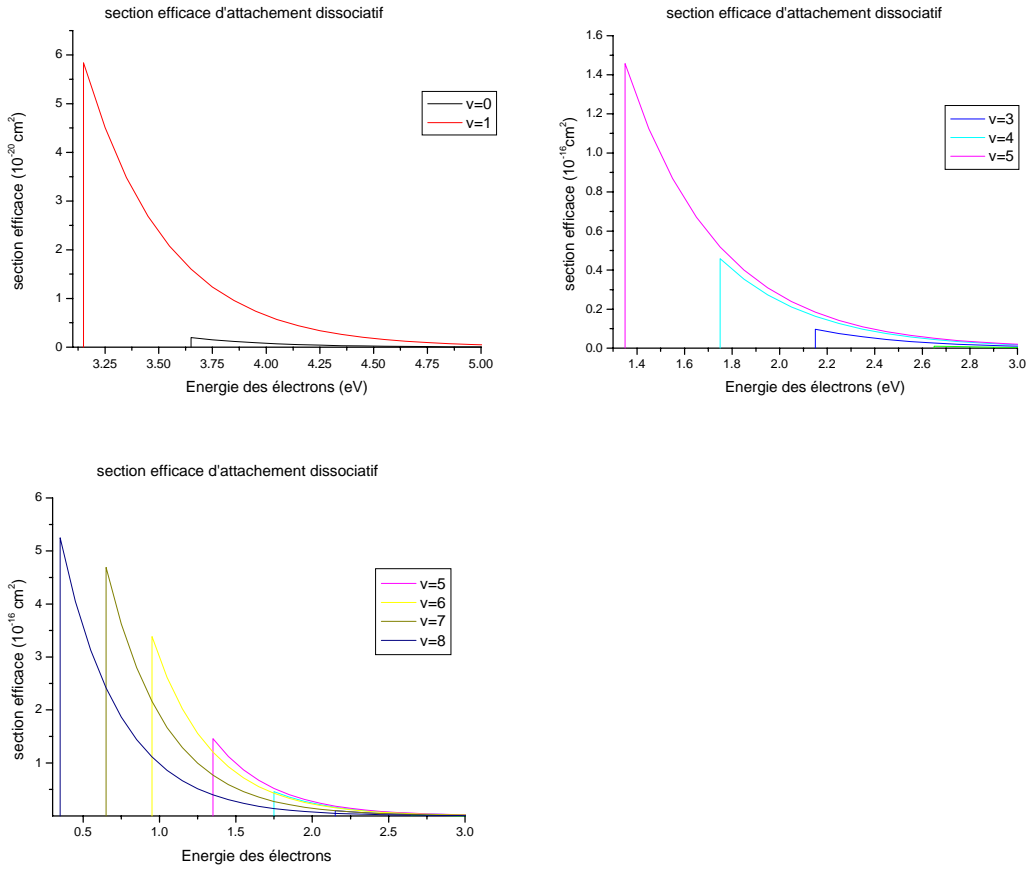 section efficace d'attachement dissociatif
6
5
4
3
2
1
0
section efficace (10⁻²⁰ cm²)
v=0
v=1
3.25 3.50 3.75 4.00 4.25 4.50 4.75 5.00
Energie des électrons (eV)
section efficace d'attachement dissociatif
1.6
1.4
1.2
1.0
0.8
0.6
0.4
0.2
0.0
section efficace (10⁻¹⁶cm²)
v=3
v=4
v=5
1.4 1.6 1.8 2.0 2.2 2.4 2.6 2.8 3.0
Energie des électrons (eV)
section efficace d'attachement dissociatif
6
5
4
3
2
1
section efficace (10⁻¹⁶ cm²)
v=5
v=6
v=7
v=8
0.5 1.0 1.5 2.0 2.5 3.0
Energie des électrons